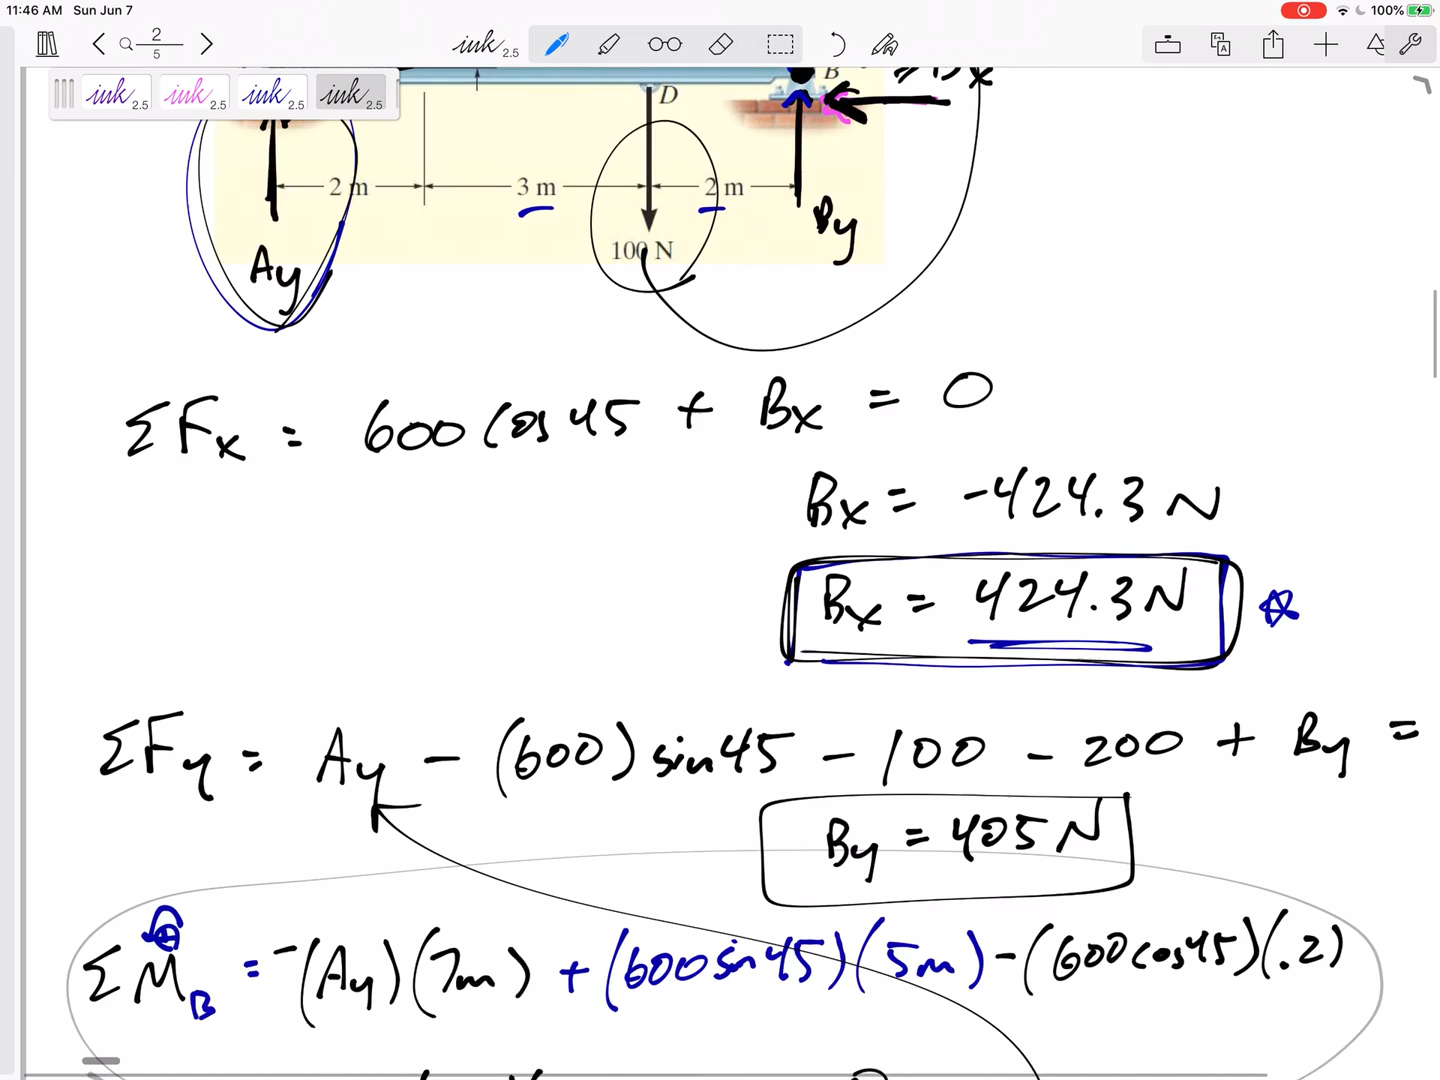 11:46 AM Sun Jun 7 100%
2
5
ink 2.5
ink 2.5 ink 2.5 ink 2.5 ink 2.5
B
D
2 m 3 m 2 m
By
100 N
Ay
ΣFx = 600 cos 45 + Bx = 0
Bx = -424.3 N
Bx = 424.3 N
ΣFy = Ay - (600) sin 45 - 100 - 200 + By =
By = 405 N
ΣMB = -(Ay)(7m) + (600 sin 45)(5m) - (600 cos 45)(.2)